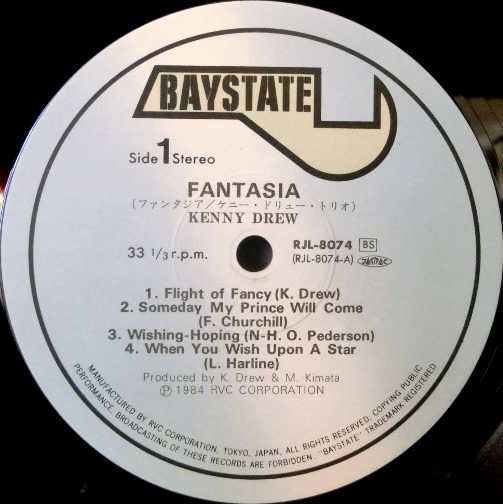 BAYSTATE
Side 1 Stereo
FANTASIA
(ファンタジア/ケニー・ドリュー・トリオ)
KENNY DREW
33 1/3 r.p.m.
RJL-8074 BS
(RJL-8074-A) JASRAC
1. Flight of Fancy (K. Drew)
2. Someday My Prince Will Come
(F. Churchill)
3. Wishing-Hoping (N-H. O. Pederson)
4. When You Wish Upon A Star
(L. Harline)
Produced by K. Drew & M. Kimata
Ⓟ 1984 RVC CORPORATION
MANUFACTURED BY RVC CORPORATION, TOKYO, JAPAN, ALL RIGHTS RESERVED, COPYING PUBLIC
PERFORMANCE, BROADCASTING OF THESE RECORDS ARE FORBIDDEN. "BAYSTATE" TRADEMARK REGISTERED